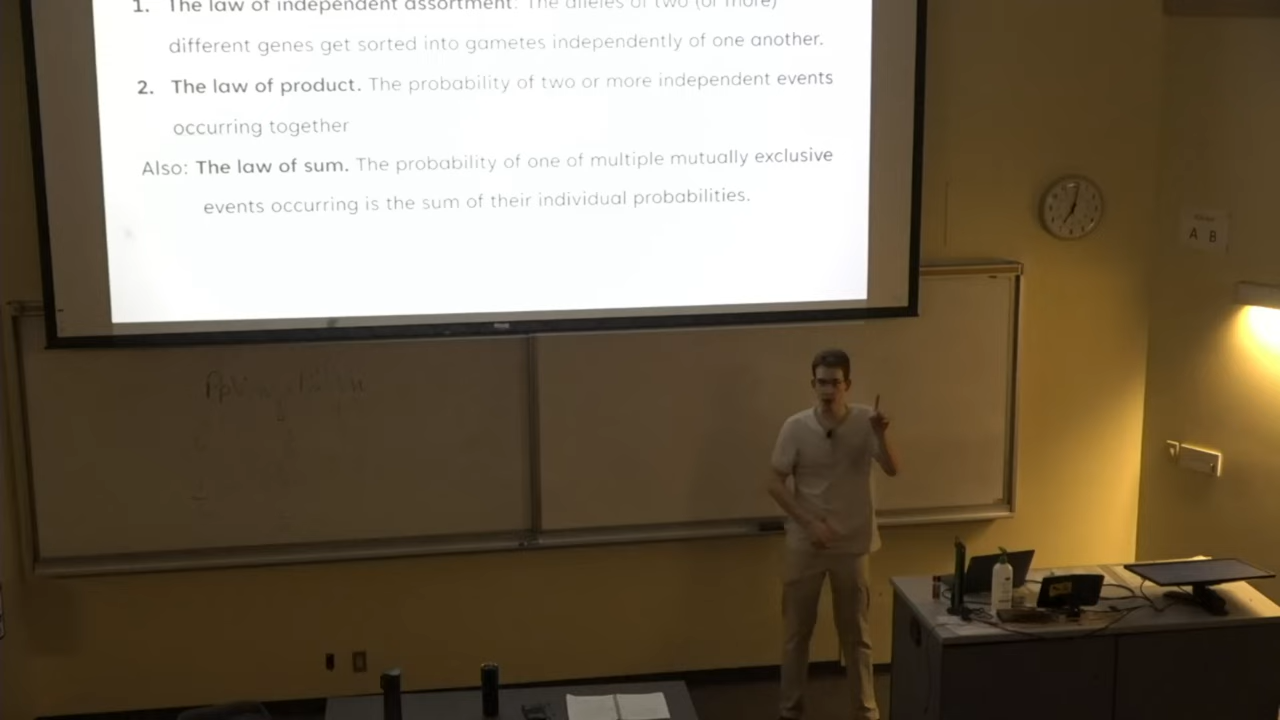 1. The law of independent assortment: The alleles of two (or more)
different genes get sorted into gametes independently of one another.
2. The law of product. The probability of two or more independent events
occurring together
Also: The law of sum. The probability of one of multiple mutually exclusive
events occurring is the sum of their individual probabilities.
A B